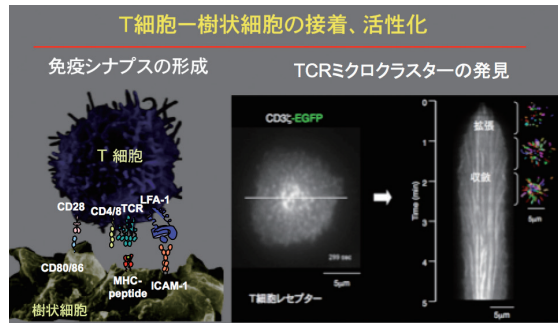 T細胞ー樹状細胞の接着、活性化
免疫シナプスの形成
T 細胞
CD28
CD4/8
TCR
LFA-1
CD80/86
MHC-
peptide
ICAM-1
樹状細胞
TCRミクロクラスターの発見
CD3ζ-EGFP
299 sec
5μm
T細胞レセプター
Time (min)
0
1
2
3
4
5
拡張
収斂
5μm
5μm